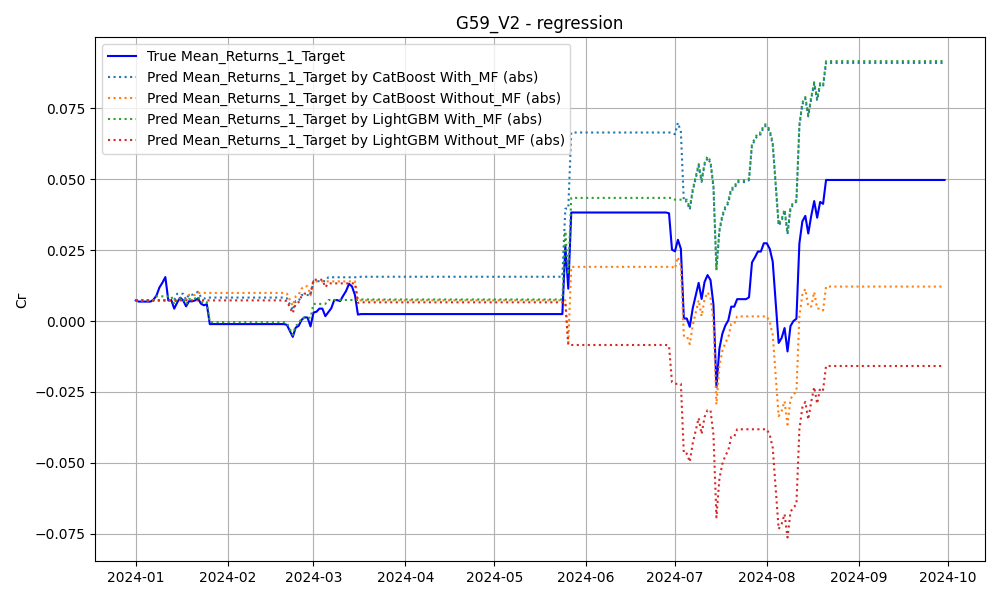 G59_V2 - regression
True Mean_Returns_1_Target
Pred Mean_Returns_1_Target by CatBoost With_MF (abs)
Pred Mean_Returns_1_Target by CatBoost Without_MF (abs)
Pred Mean_Returns_1_Target by LightGBM With_MF (abs)
Pred Mean_Returns_1_Target by LightGBM Without_MF (abs)
Cr
0.075
0.050
0.025
0.000
−0.025
−0.050
−0.075
2024-01 2024-02 2024-03 2024-04 2024-05 2024-06 2024-07 2024-08 2024-09 2024-10